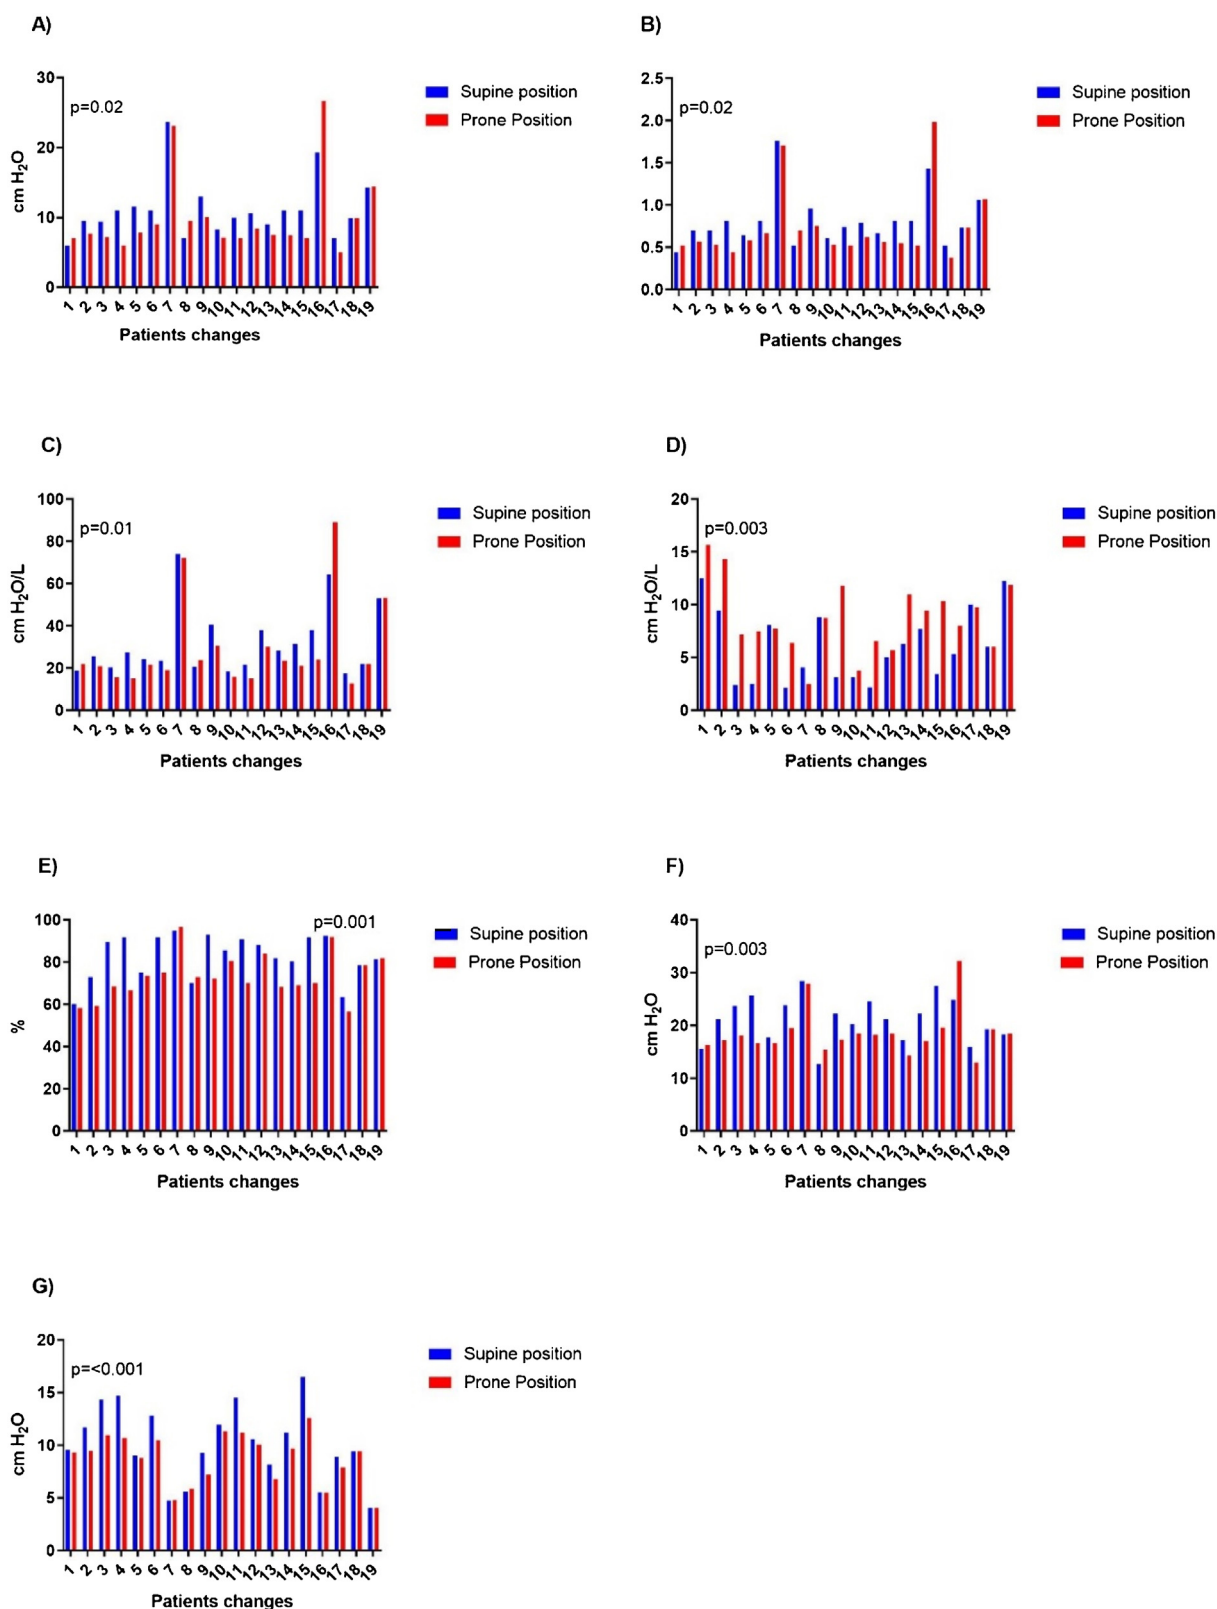 A)
p=0.02
Supine position
Prone Position
cm H₂O
30
20
10
0
1 2 3 4 5 6 7 8 9 10 11 12 13 14 15 16 17 18 19
Patients changes
B)
p=0.02
Supine position
Prone Position
2.5
2.0
1.5
1.0
0.5
0.0
1 2 3 4 5 6 7 8 9 10 11 12 13 14 15 16 17 18 19
Patients changes
C)
p=0.01
Supine position
Prone Position
cm H₂O/L
100
80
60
40
20
0
1 2 3 4 5 6 7 8 9 10 11 12 13 14 15 16 17 18 19
Patients changes
D)
p=0.003
Supine position
Prone Position
cm H₂O/L
20
15
10
5
0
1 2 3 4 5 6 7 8 9 10 11 12 13 14 15 16 17 18 19
Patients changes
E)
p=0.001
Supine position
Prone Position
%
100
80
60
40
20
0
1 2 3 4 5 6 7 8 9 10 11 12 13 14 15 16 17 18 19
Patients changes
F)
p=0.003
Supine position
Prone Position
cm H₂O
40
30
20
10
0
1 2 3 4 5 6 7 8 9 10 11 12 13 14 15 16 17 18 19
Patients changes
G)
p=<0.001
Supine position
Prone Position
cm H₂O
20
15
10
5
0
1 2 3 4 5 6 7 8 9 10 11 12 13 14 15 16 17 18 19
Patients changes